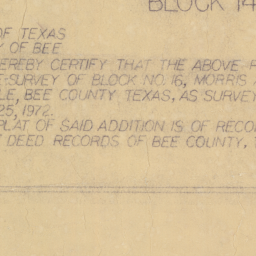 BLOCK 14
OF TEXAS
Y OF BEE
HEREBY CERTIFY THAT THE ABOVE
E-SURVEY OF BLOCK NO. 16, MORRIS
LE, BEE COUNTY, TEXAS, AS SURVEY
25, 1972.
PLAT OF SAID ADDITION IS OF RECO
DEED RECORDS OF BEE COUNTY,